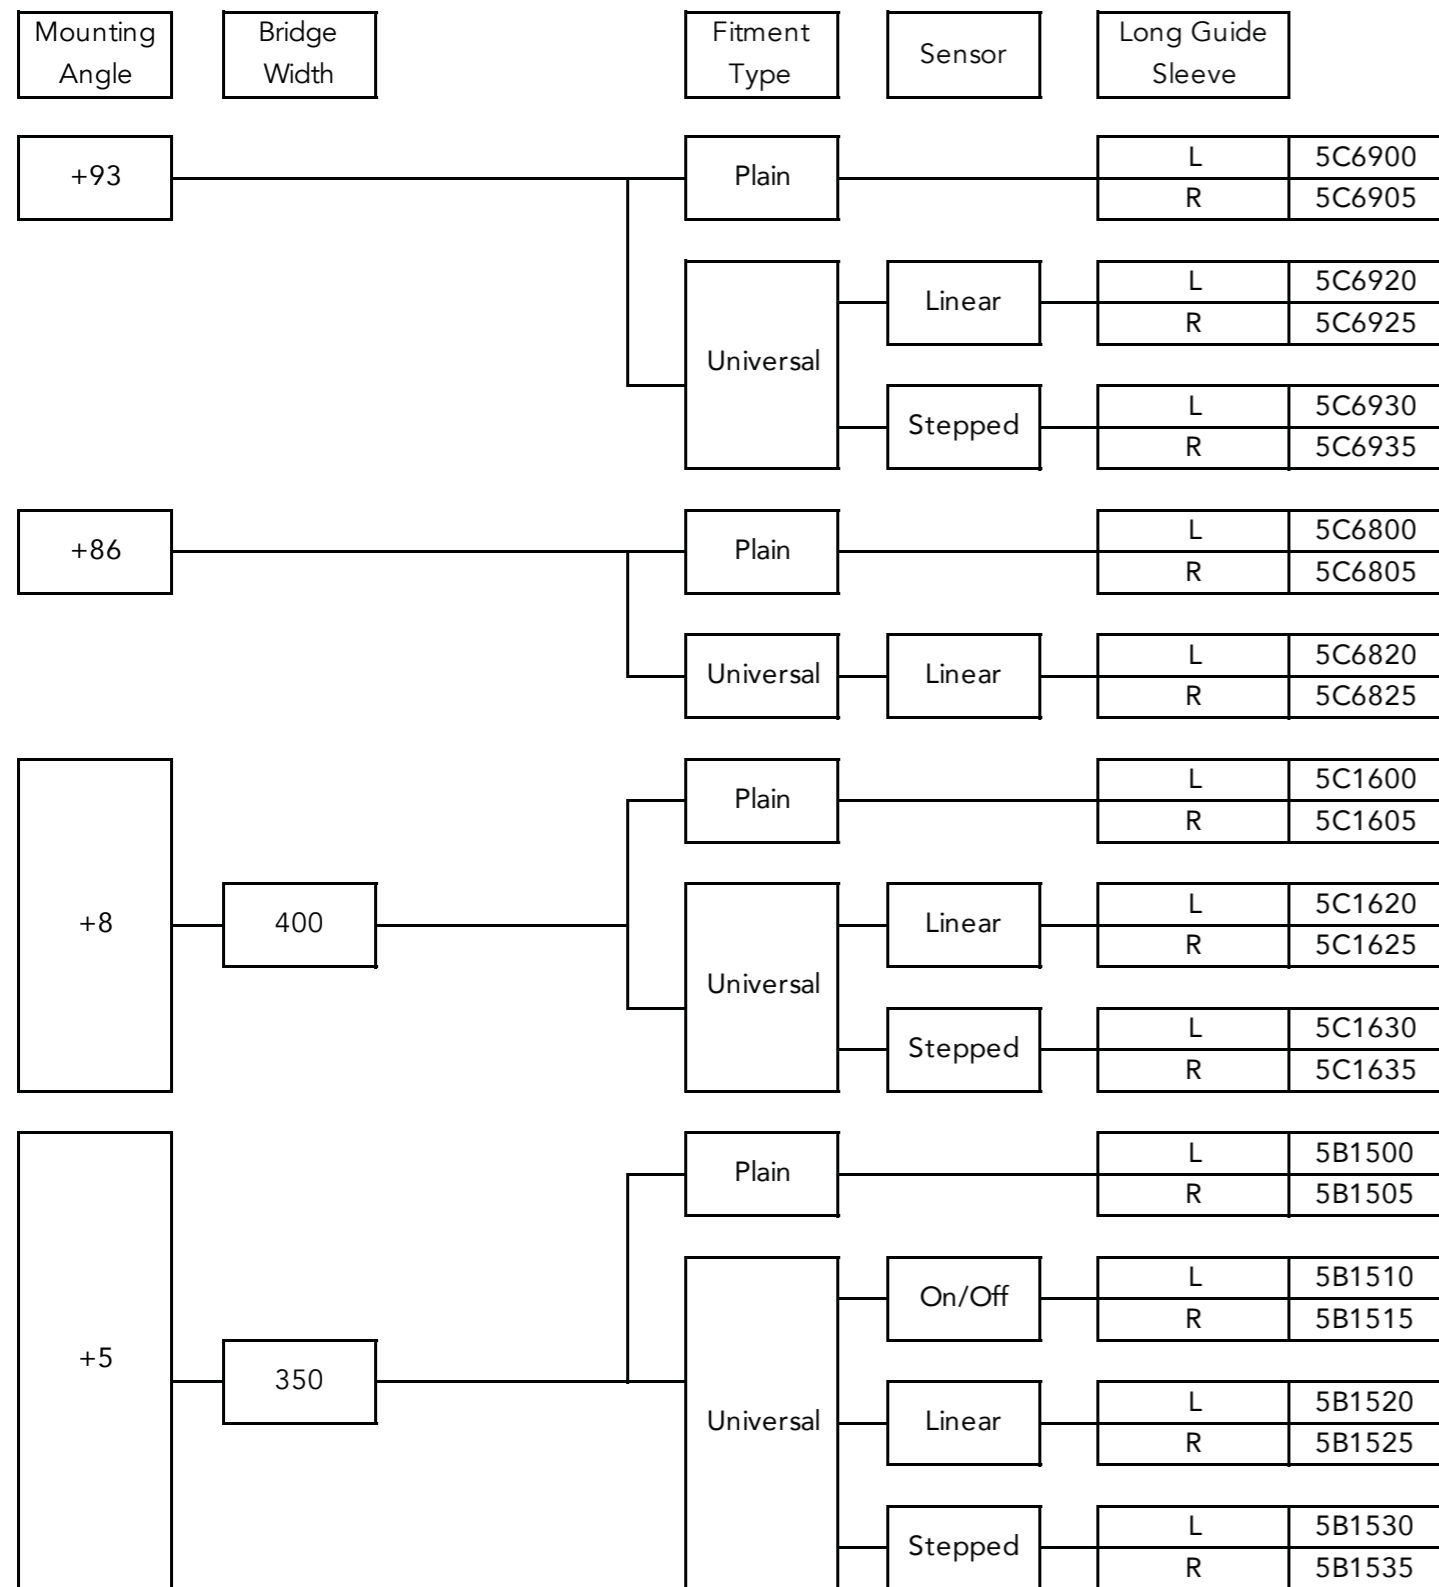 Mounting
Angle
Bridge
Width
Fitment
Type
Sensor
Long Guide
Sleeve
+93
Plain
L 5C6900
R 5C6905
Universal
Linear
L 5C6920
R 5C6925
Stepped
L 5C6930
R 5C6935
+86
Plain
L 5C6800
R 5C6805
Universal
Linear
L 5C6820
R 5C6825
+8
400
Plain
L 5C1600
R 5C1605
Universal
Linear
L 5C1620
R 5C1625
Stepped
L 5C1630
R 5C1635
+5
350
Plain
L 5B1500
R 5B1505
Universal
On/Off
L 5B1510
R 5B1515
Linear
L 5B1520
R 5B1525
Stepped
L 5B1530
R 5B1535